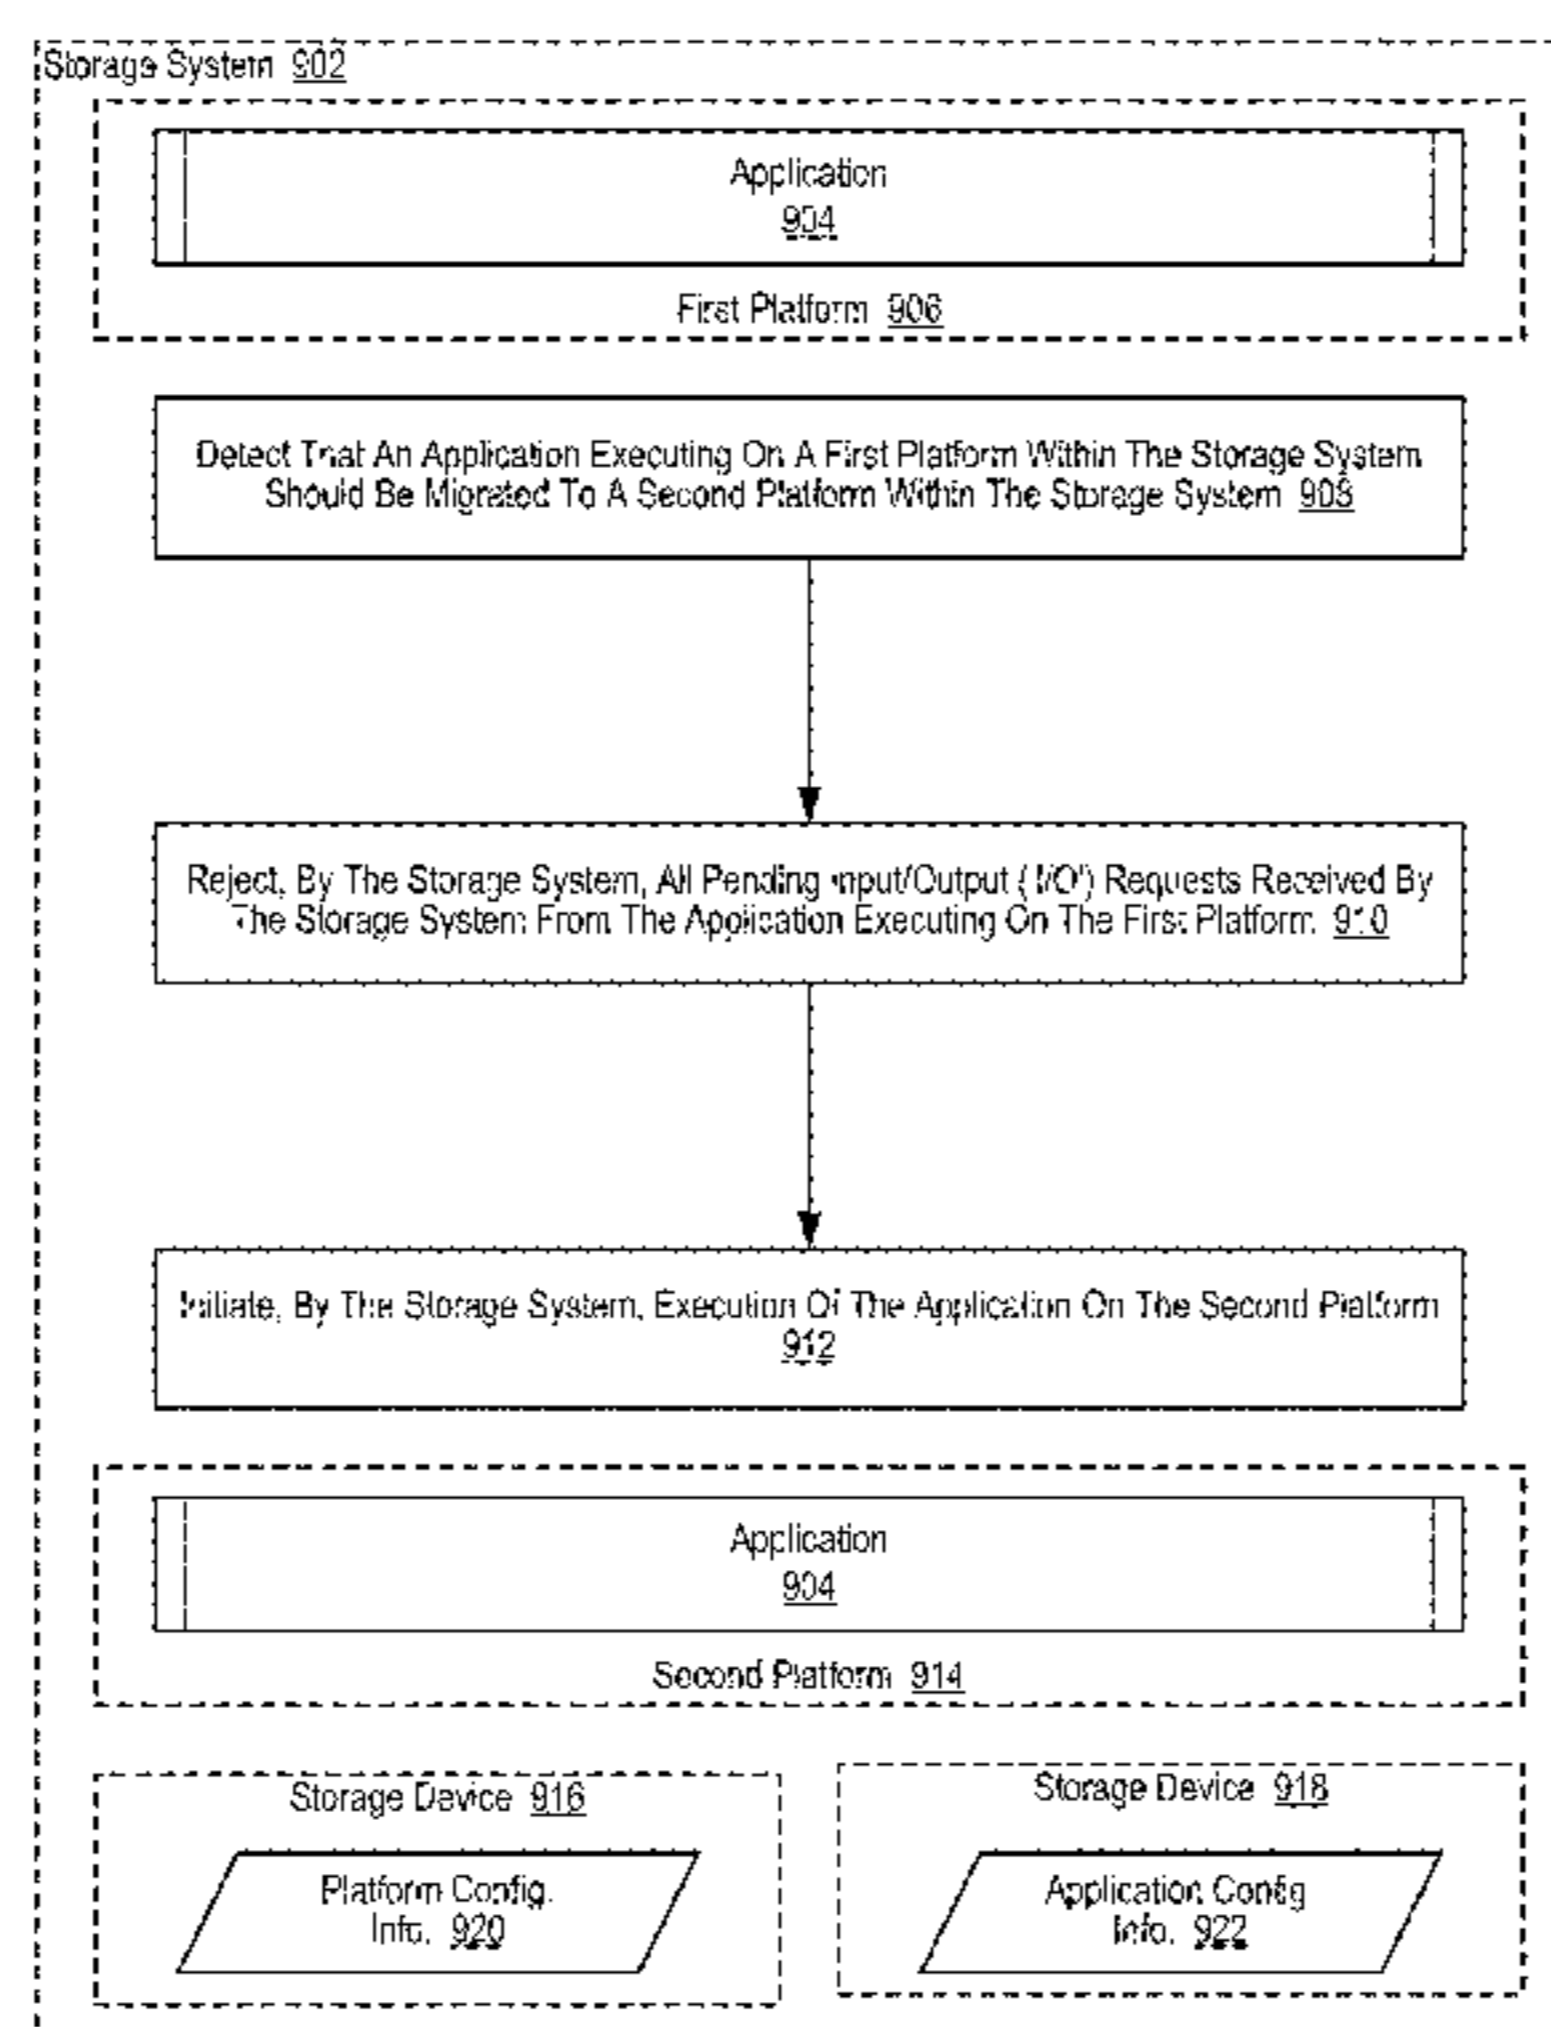 Storage System 902
Application
904
First Platform 906
Detect That An Application Executing On A First Platform Within The Storage System
Should Be Migrated To A Second Platform Within The Storage System 908
Reject, By The Storage System, All Pending Input/Output ('I/O') Requests Received By
The Storage System From The Application Executing On The First Platform 910
Initiate, By The Storage System, Execution Of The Application On The Second Platform
912
Application
904
Second Platform 914
Storage Device 916
Platform Config.
Info. 920
Storage Device 918
Application Config
Info. 922